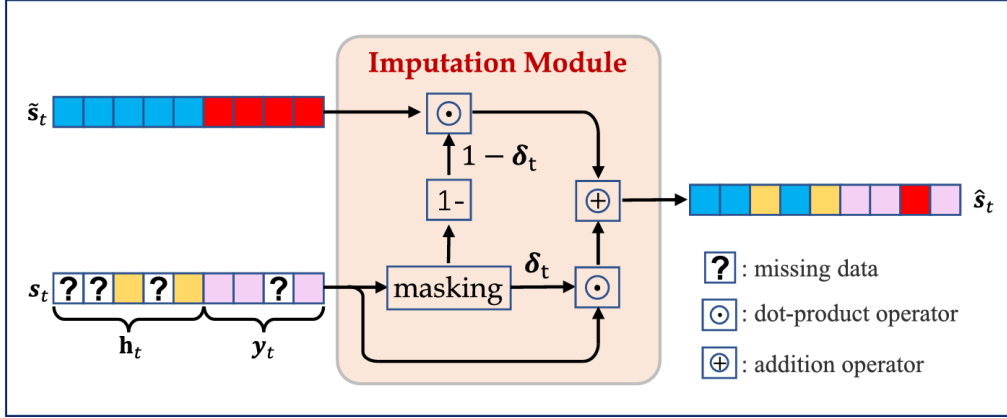 Imputation Module
s̃ₜ
⊙
1 − δₜ
1-
⊕
ŝₜ
sₜ
? ? ? ?
masking
δₜ
⊙
hₜ
yₜ
? : missing data
⊙ : dot-product operator
⊕ : addition operator